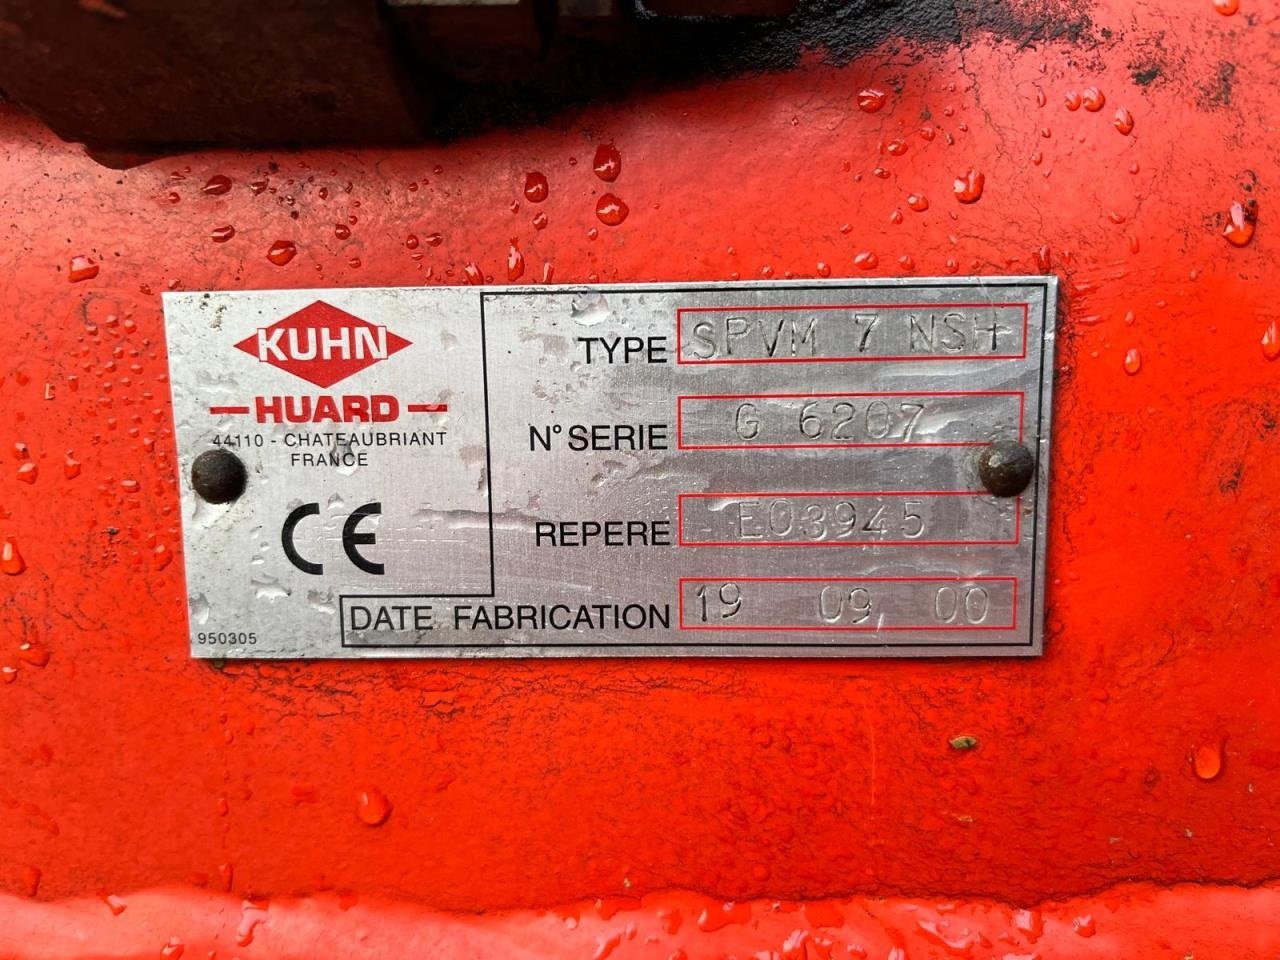 KUHN
HUARD
44110 - CHATEAUBRIANT
FRANCE
CE
950305
TYPE SPVM 7 NSH
N° SERIE G 6207
REPERE E03945
DATE FABRICATION 19 09 00